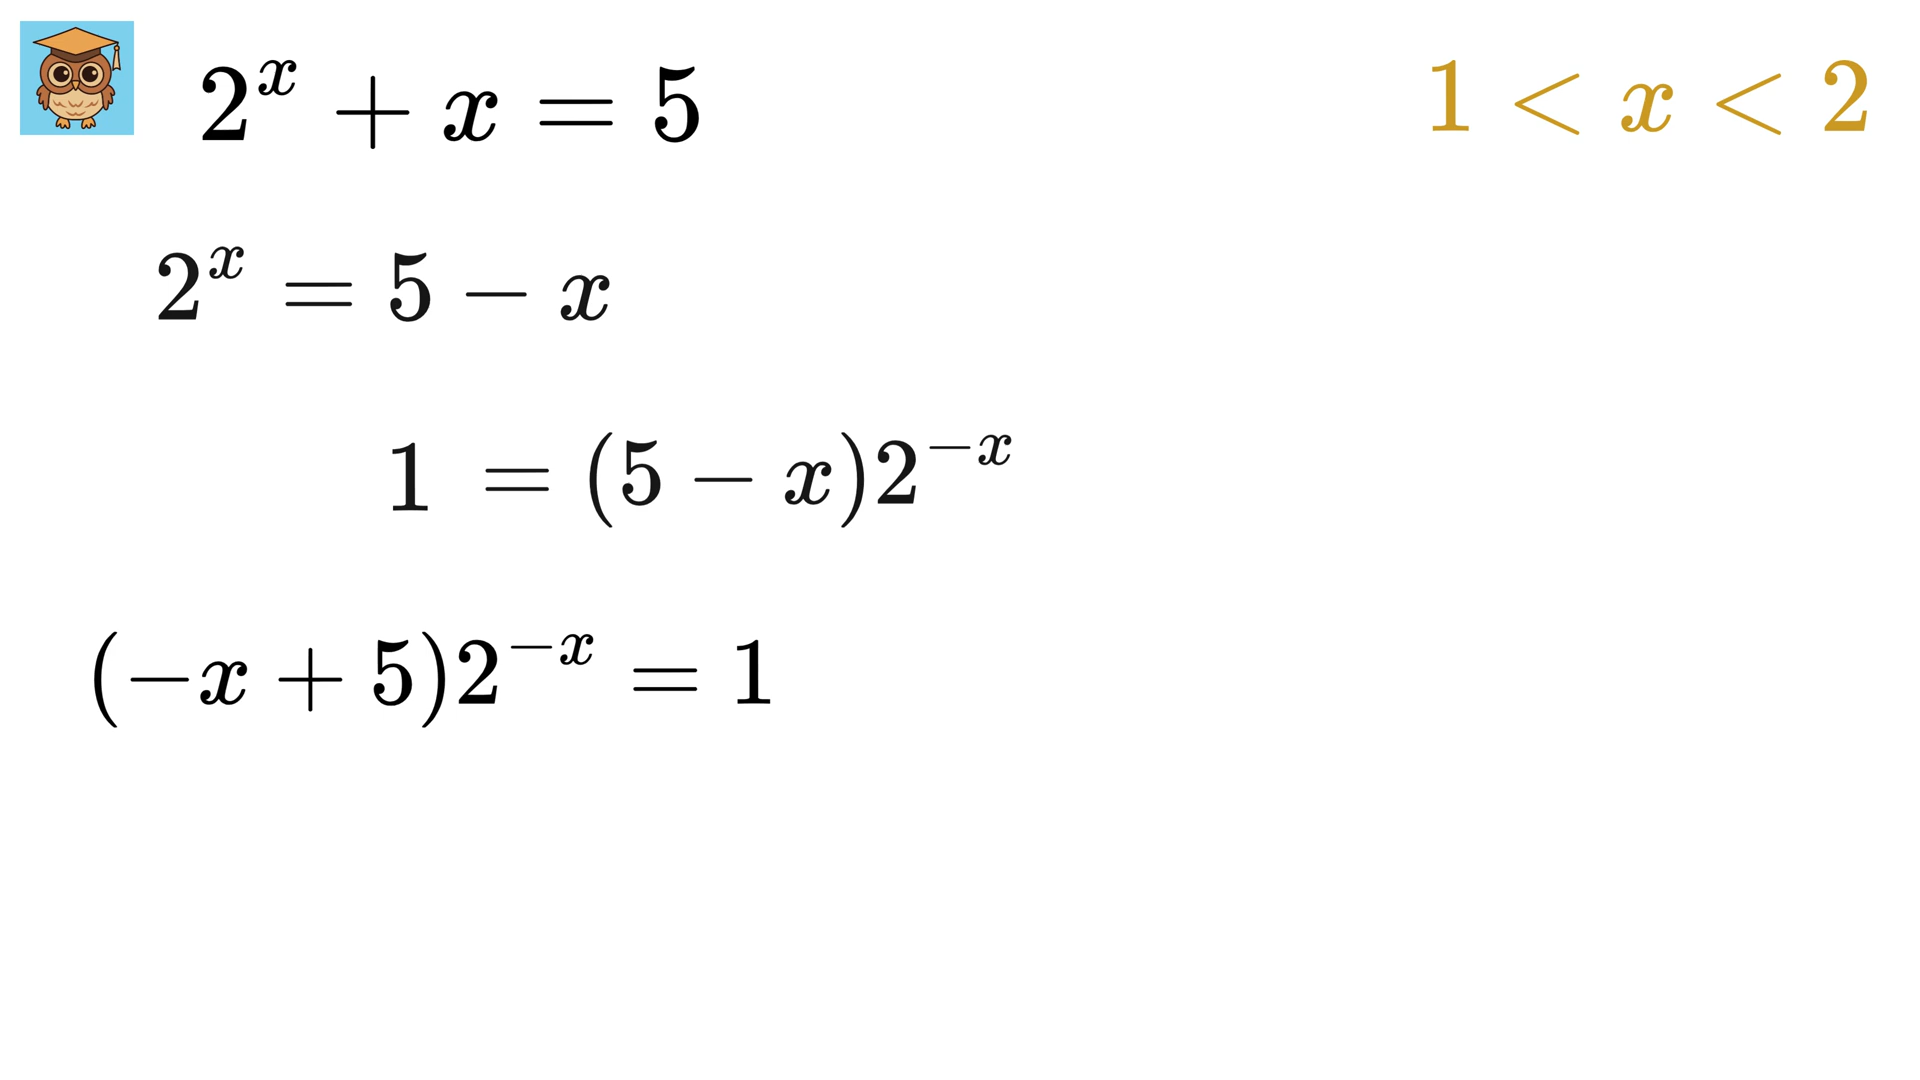 2^x + x = 5
1 < x < 2
2^x = 5 − x
1 = (5 − x)2^{−x}
(−x + 5)2^{−x} = 1